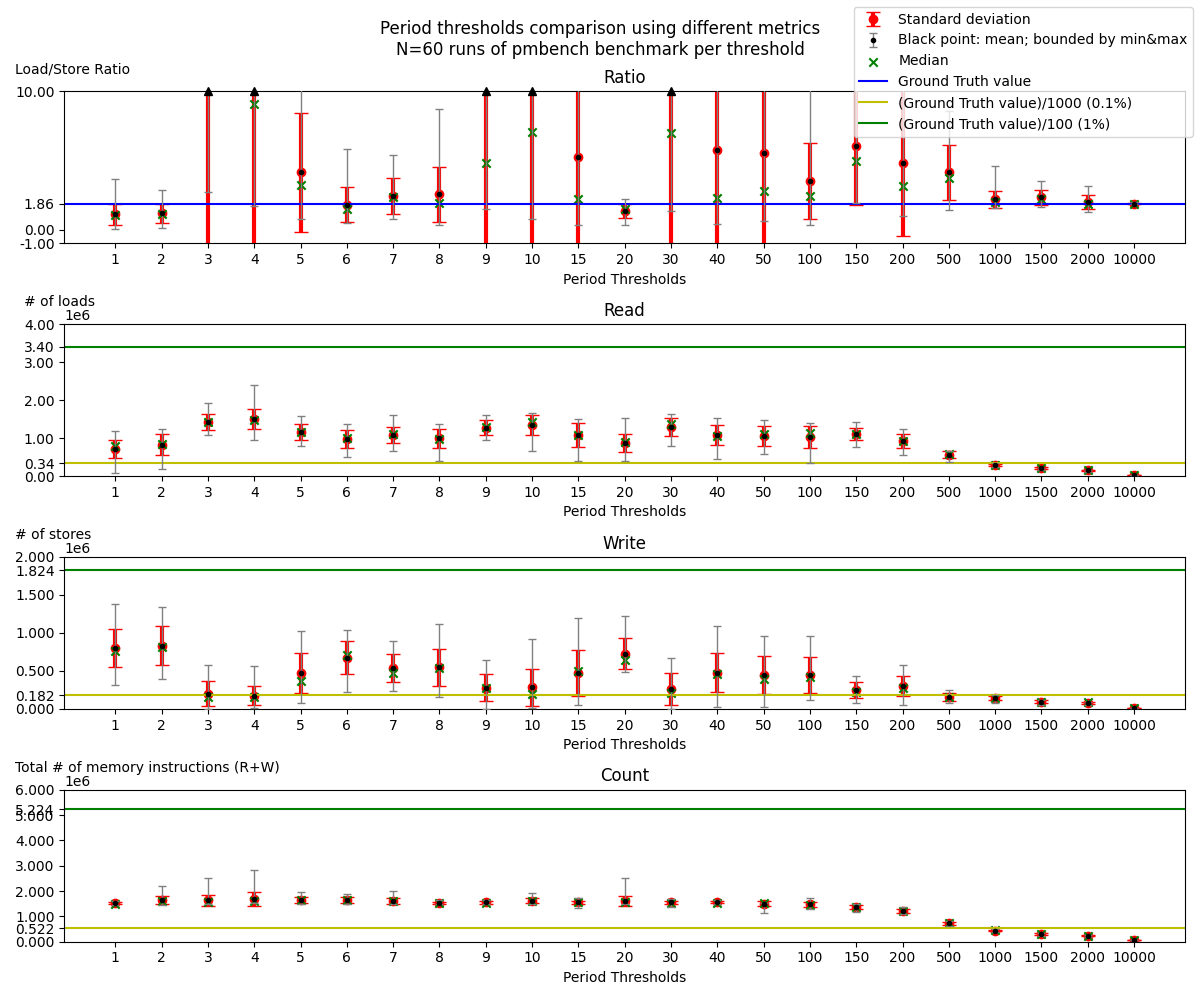 Period thresholds comparison using different metrics
N=60 runs of pmbench benchmark per threshold
Standard deviation
Black point: mean; bounded by min&max
Median
Ground Truth value
(Ground Truth value)/1000 (0.1%)
(Ground Truth value)/100 (1%)
Load/Store Ratio
Ratio
10.00
1.86
0.00
-1.00
1 2 3 4 5 6 7 8 9 10 15 20 30 40 50 100 150 200 500 1000 1500 2000 10000
Period Thresholds
# of loads
1e6
Read
4.00
3.40
3.00
2.00
1.00
0.34
0.00
1 2 3 4 5 6 7 8 9 10 15 20 30 40 50 100 150 200 500 1000 1500 2000 10000
Period Thresholds
# of stores
1e6
Write
2.000
1.824
1.500
1.000
0.500
0.182
0.000
1 2 3 4 5 6 7 8 9 10 15 20 30 40 50 100 150 200 500 1000 1500 2000 10000
Period Thresholds
Total # of memory instructions (R+W)
1e6
Count
6.000
5.224
5.000
4.000
3.000
2.000
1.000
0.522
0.000
1 2 3 4 5 6 7 8 9 10 15 20 30 40 50 100 150 200 500 1000 1500 2000 10000
Period Thresholds